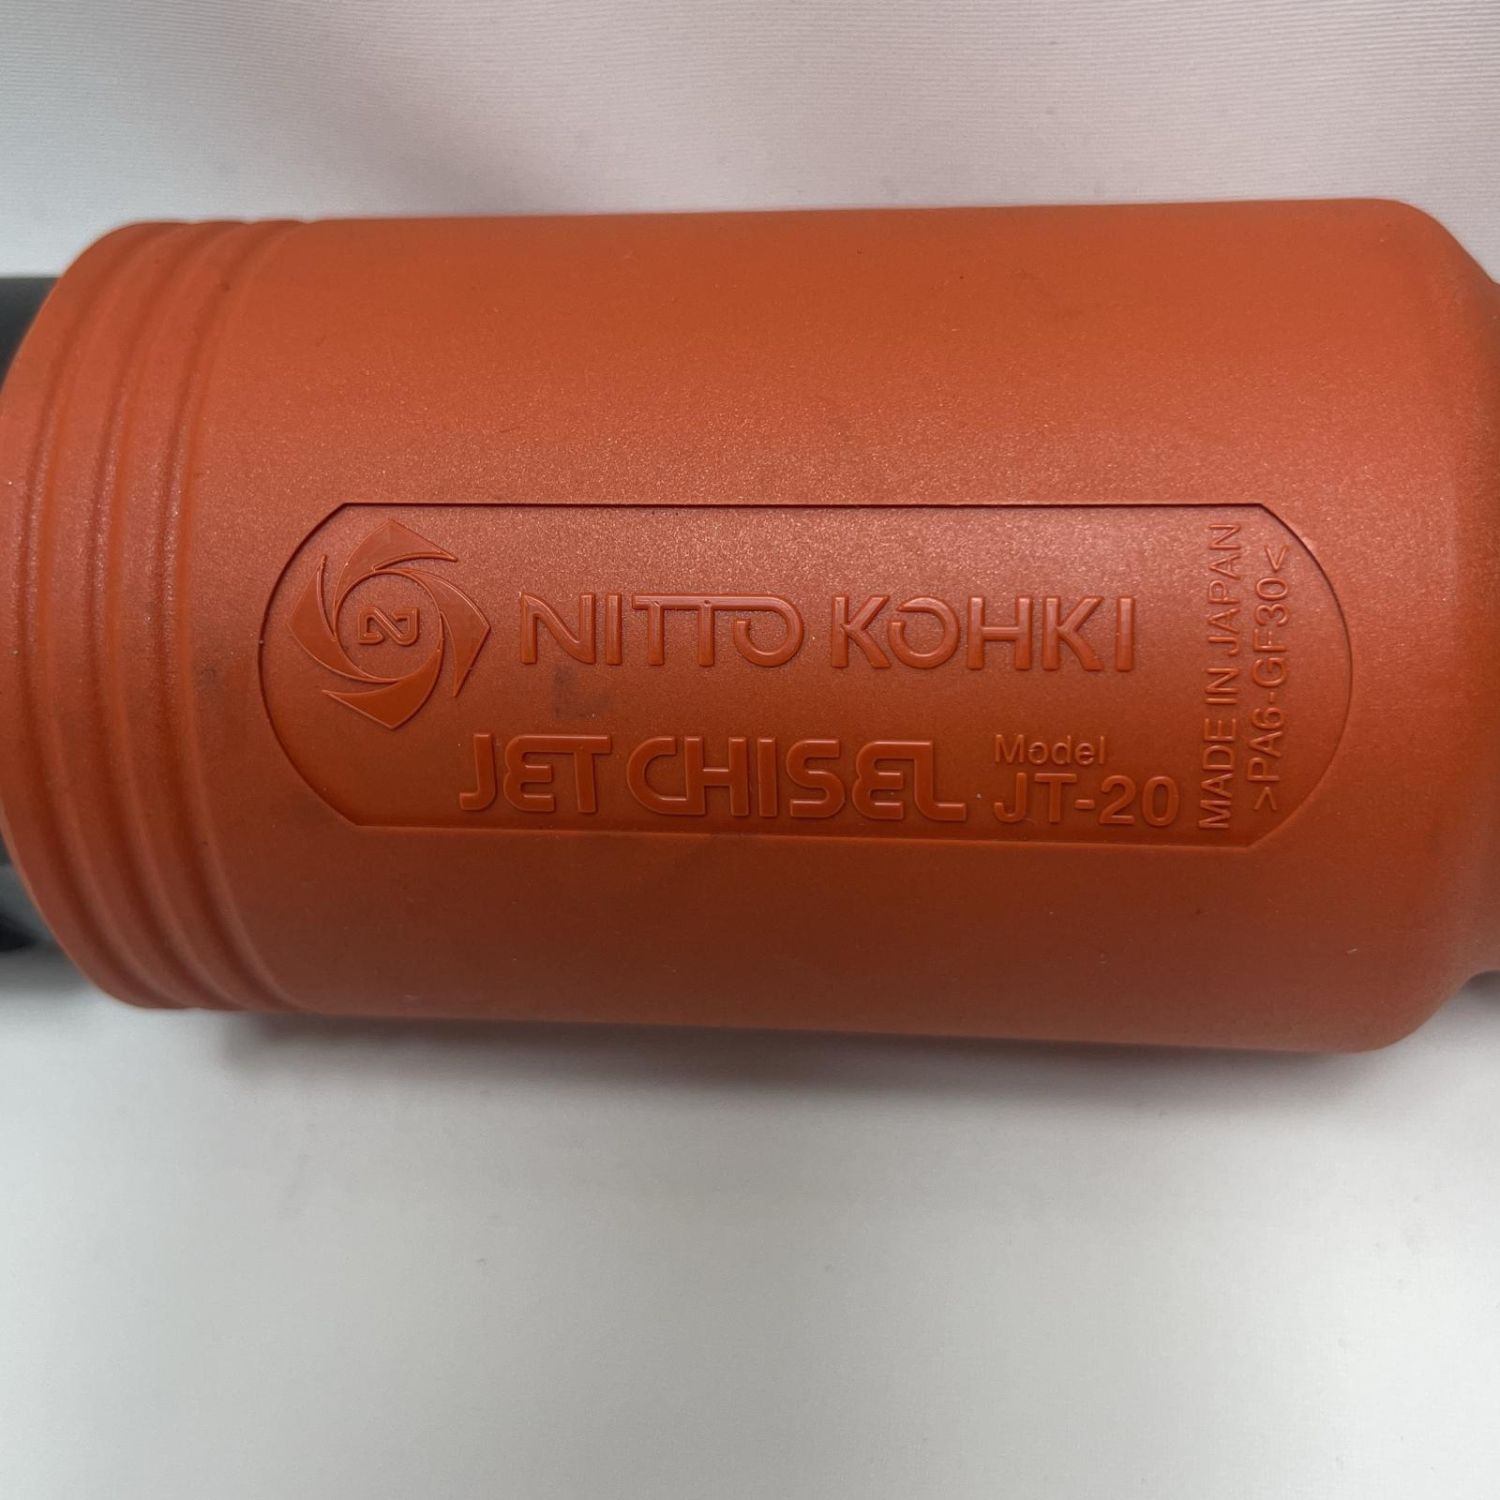 NITTO KOHKI
JET CHISEL
Model
JT-20
MADE IN JAPAN
>PA6-GF30<